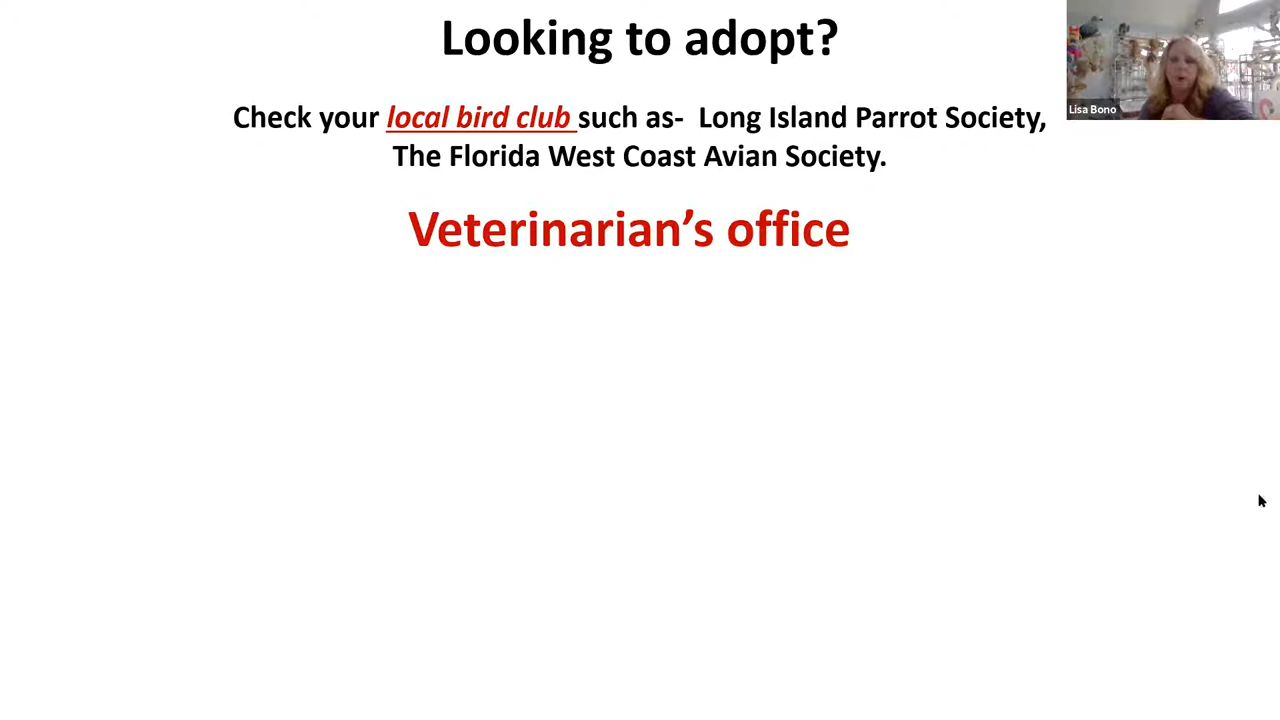 Looking to adopt?
Lisa Bono
Check your local bird club such as-  Long Island Parrot Society,
The Florida West Coast Avian Society.
Veterinarian’s office